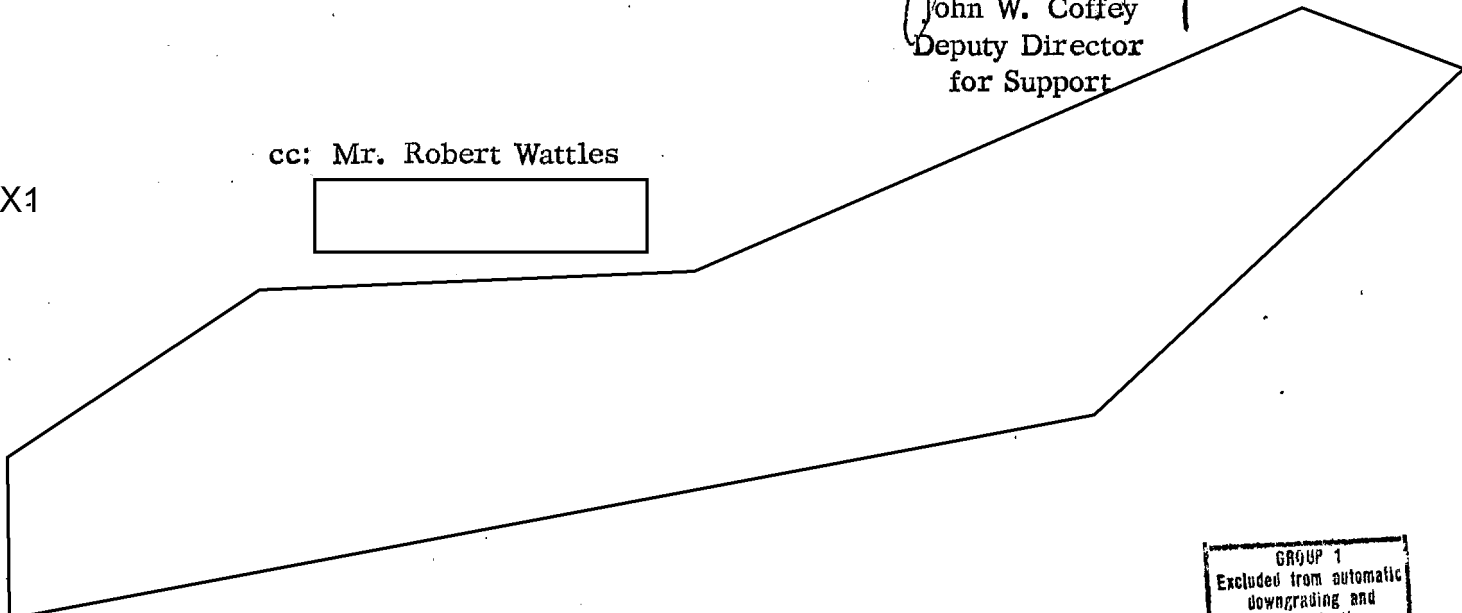 John W. Coffey
Deputy Director
for Support
cc: Mr. Robert Wattles
X1
GROUP 1
Excluded from automatic
downgrading and